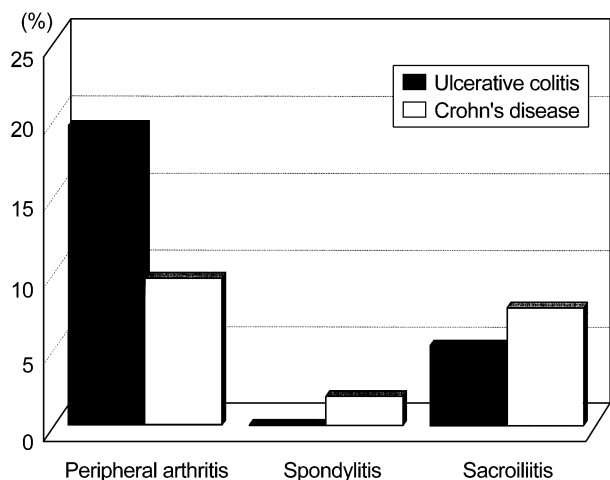 (%)
25
20
15
10
5
0
Ulcerative colitis
Crohn's disease
Peripheral arthritis
Spondylitis
Sacroiliitis